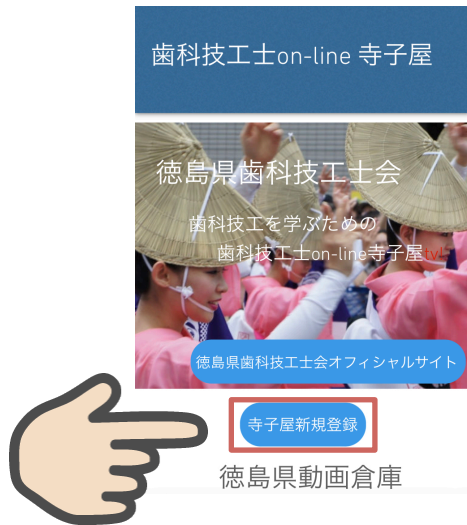 歯科技工士on-line 寺子屋
徳島県歯科技工士会
歯科技工を学ぶための
歯科技工士on-line寺子屋tv!
徳島県歯科技工士会オフィシャルサイト
寺子屋新規登録
徳島県動画倉庫